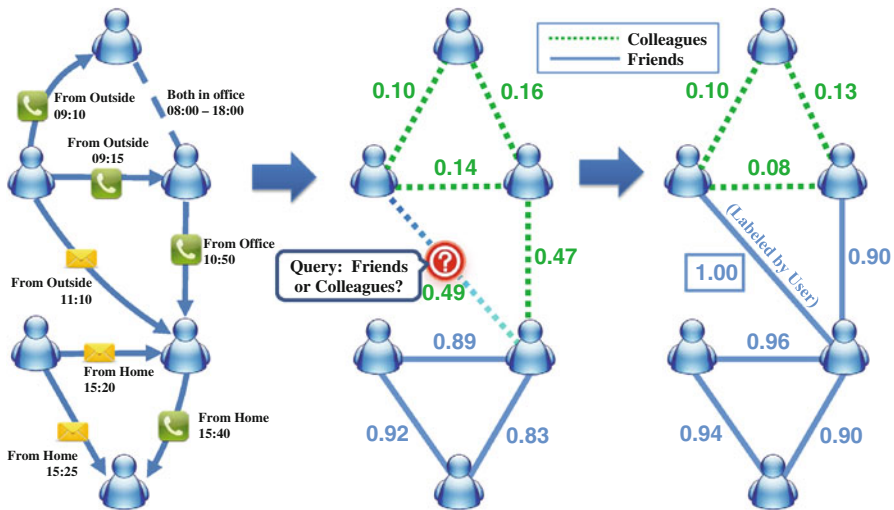 From Outside
09:10
Both in office
08:00 – 18:00
From Outside
09:15
From Office
10:50
From Outside
11:10
From Home
15:20
From Home
15:40
From Home
15:25
0.10
0.16
0.14
Query: Friends
or Colleagues?
?
0.49
0.47
0.89
0.92
0.83
Colleagues
Friends
0.10
0.13
0.08
(Labeled by User)
1.00
0.90
0.96
0.94
0.90